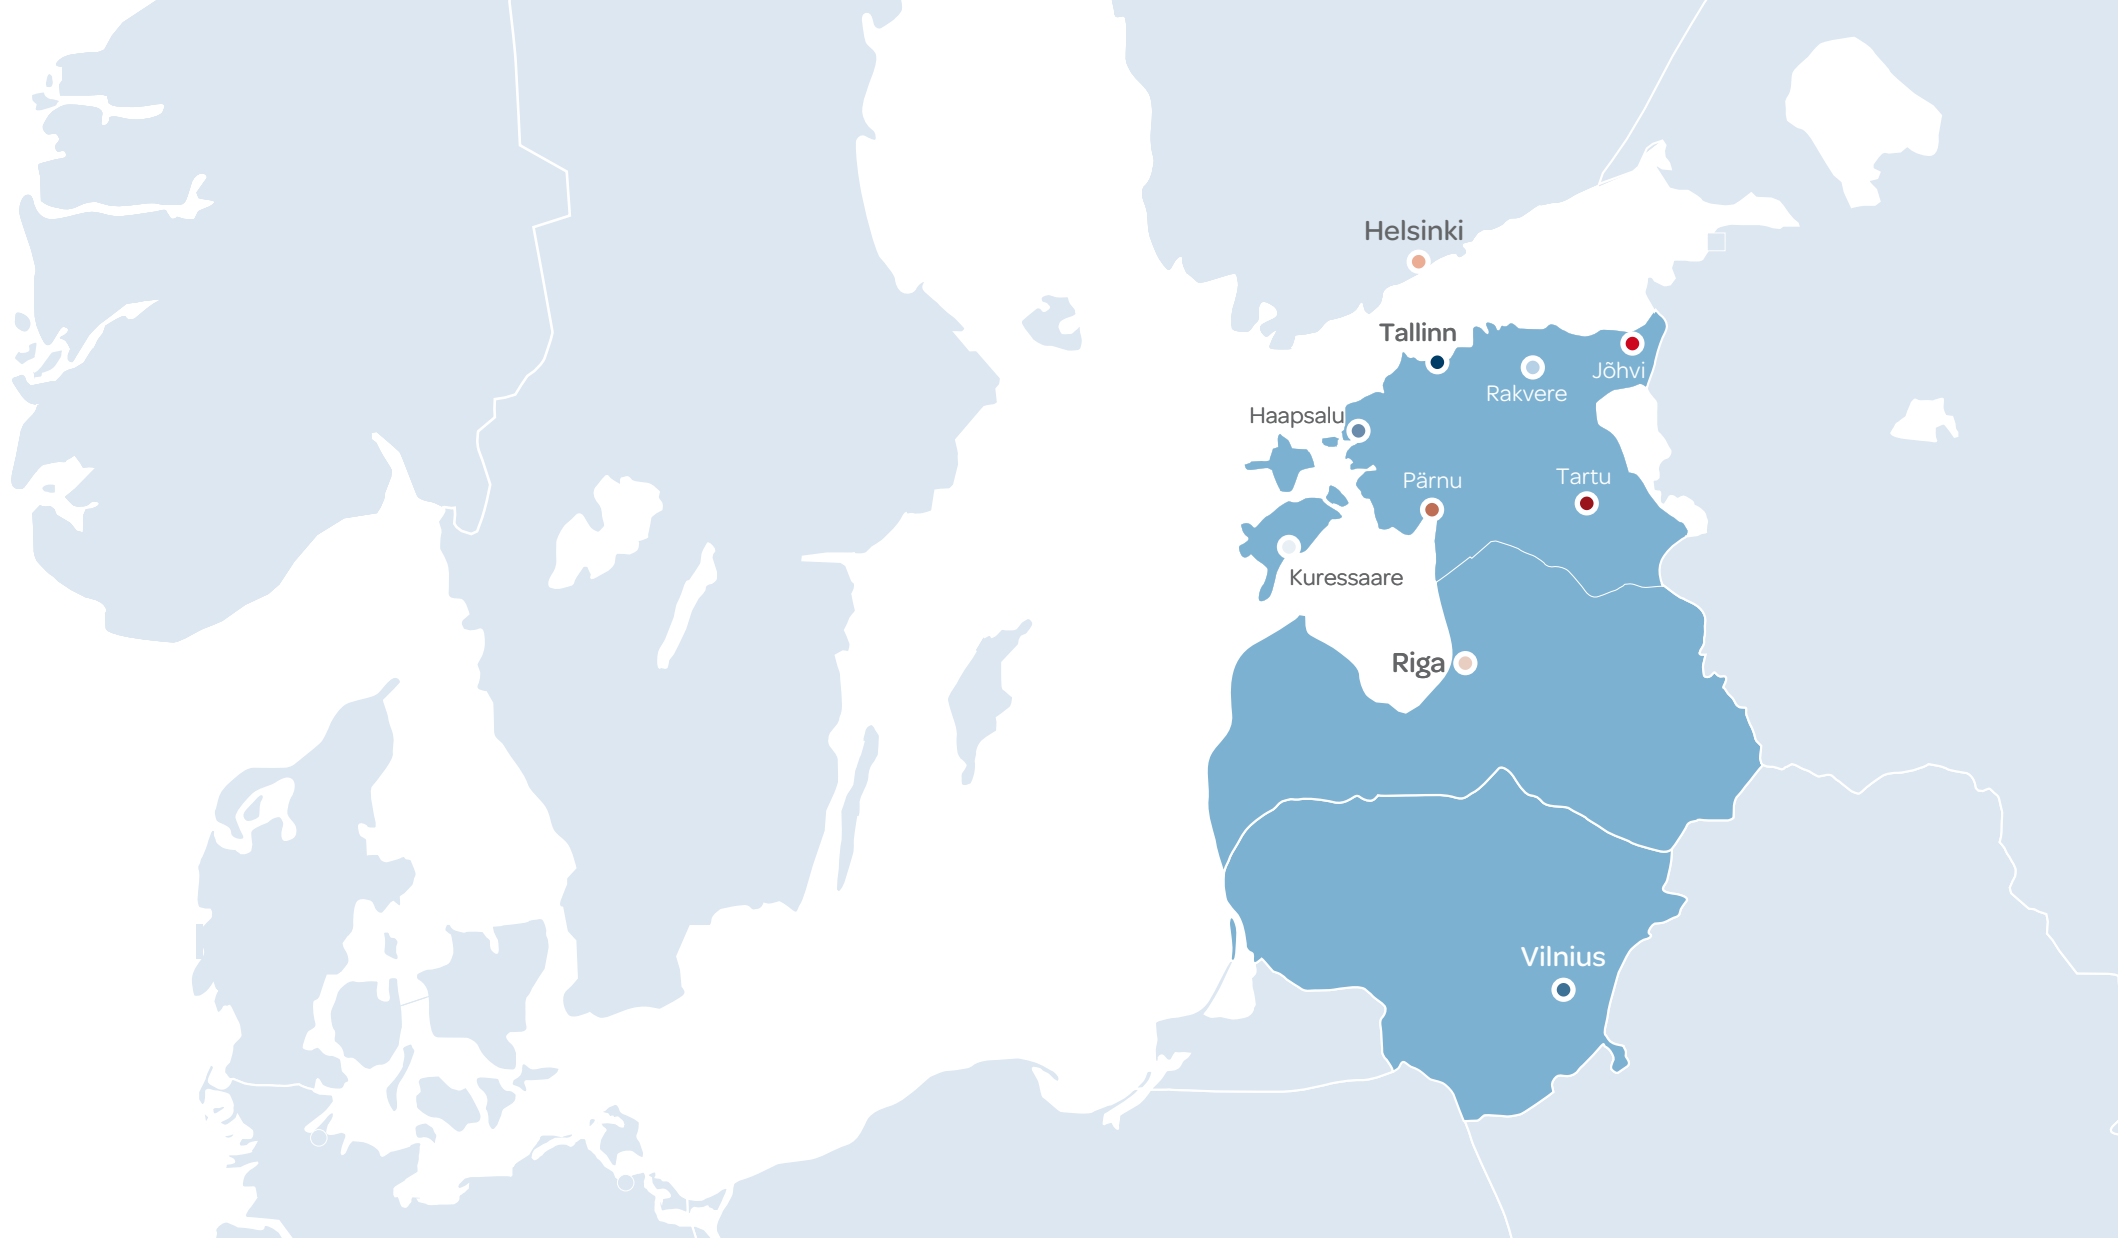 Helsinki
Tallinn
Jõhvi
Rakvere
Haapsalu
Tartu
Pärnu
Kuressaare
Riga
Vilnius